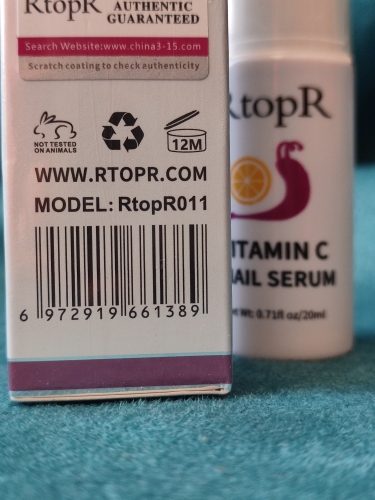 RtopR
AUTHENTIC
GUARANTEED
Search Website:www.china3-15.com
Scratch coating to check authenticity
NOT TESTED
ON ANIMALS
12M
WWW.RTOPR.COM
MODEL: RtopR011
6 972919 661389
RtopR
ITAMIN C
NAIL SERUM
et Wt: 0.71fl oz/20ml